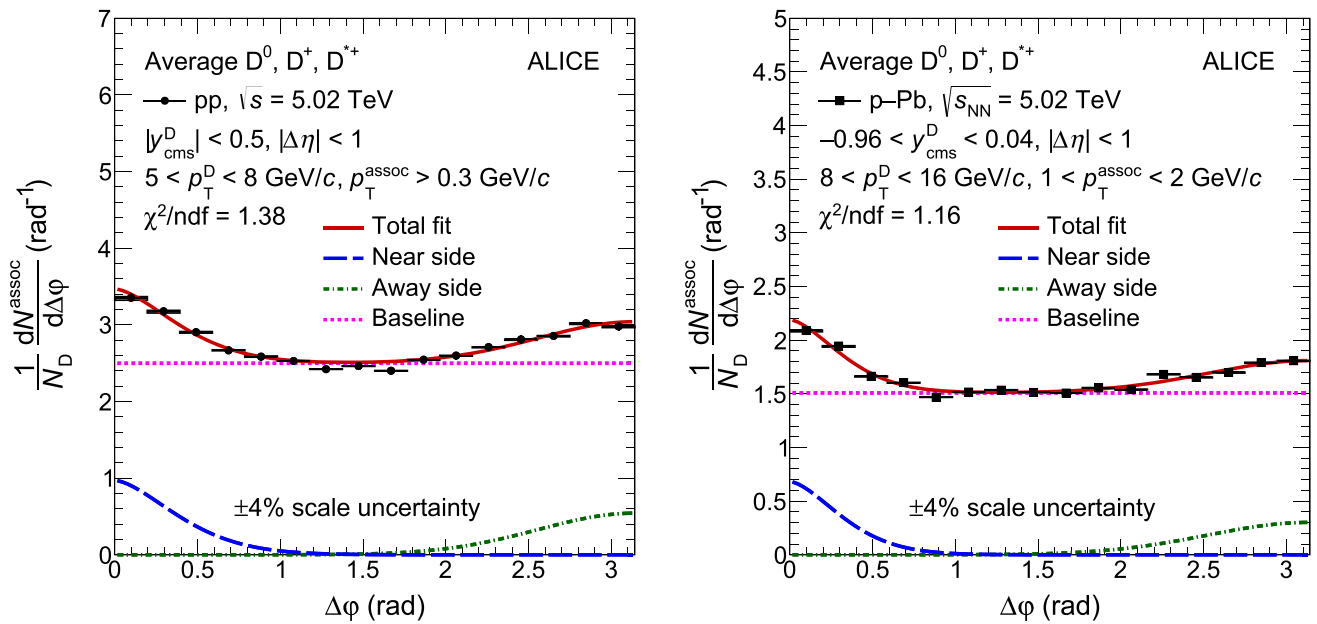 Average D⁰, D⁺, D*⁺ ALICE
pp, √s = 5.02 TeV
|y^D_cms| < 0.5, |Δη| < 1
5 < p_T^D < 8 GeV/c, p_T^assoc > 0.3 GeV/c
χ²/ndf = 1.38
Total fit
Near side
Away side
Baseline
±4% scale uncertainty
1/N_D dN^assoc/dΔφ (rad⁻¹)
7
6
5
4
3
2
1
0
0 0.5 1 1.5 2 2.5 3
Δφ (rad)
Average D⁰, D⁺, D*⁺ ALICE
p–Pb, √s_NN = 5.02 TeV
–0.96 < y^D_cms < 0.04, |Δη| < 1
8 < p_T^D < 16 GeV/c, 1 < p_T^assoc < 2 GeV/c
χ²/ndf = 1.16
Total fit
Near side
Away side
Baseline
±4% scale uncertainty
1/N_D dN^assoc/dΔφ (rad⁻¹)
5
4.5
4
3.5
3
2.5
2
1.5
1
0.5
0
0 0.5 1 1.5 2 2.5 3
Δφ (rad)